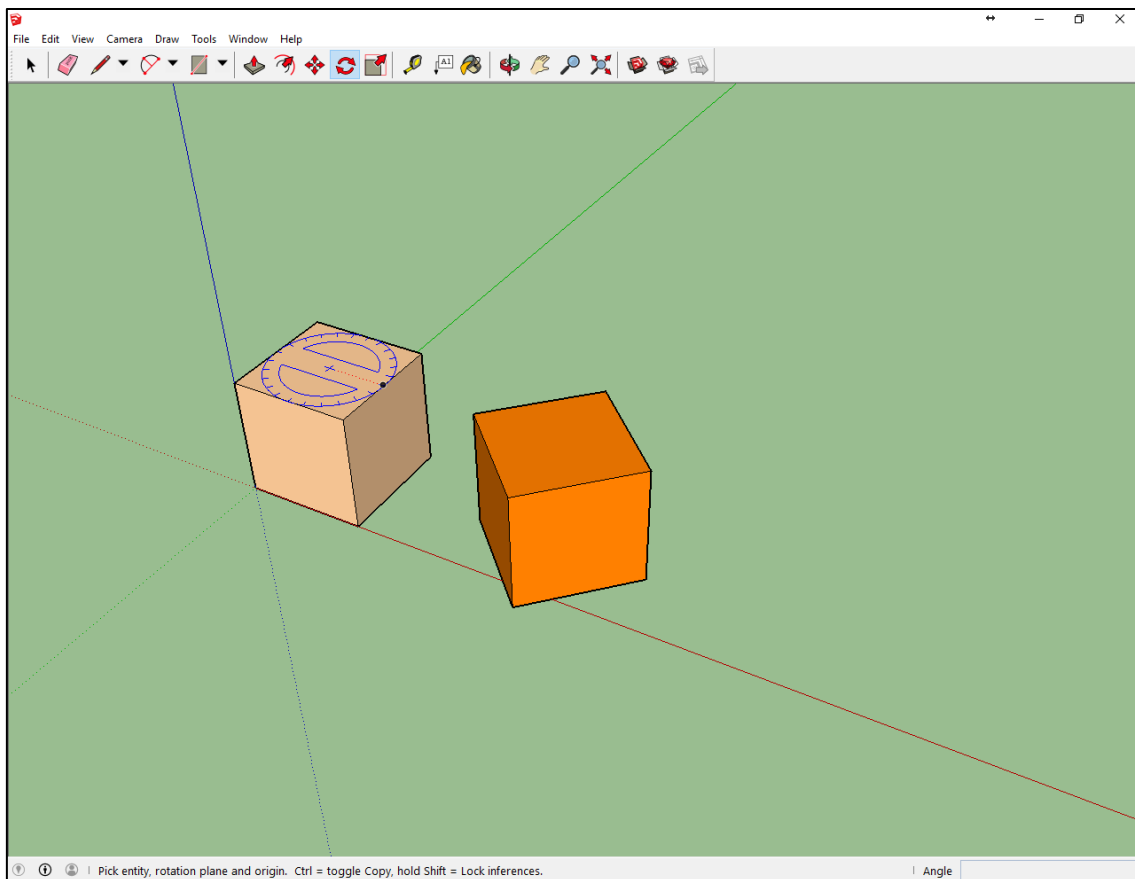 File Edit View Camera Draw Tools Window Help
A1
Pick entity, rotation plane and origin. Ctrl = toggle Copy, hold Shift = Lock inferences. Angle